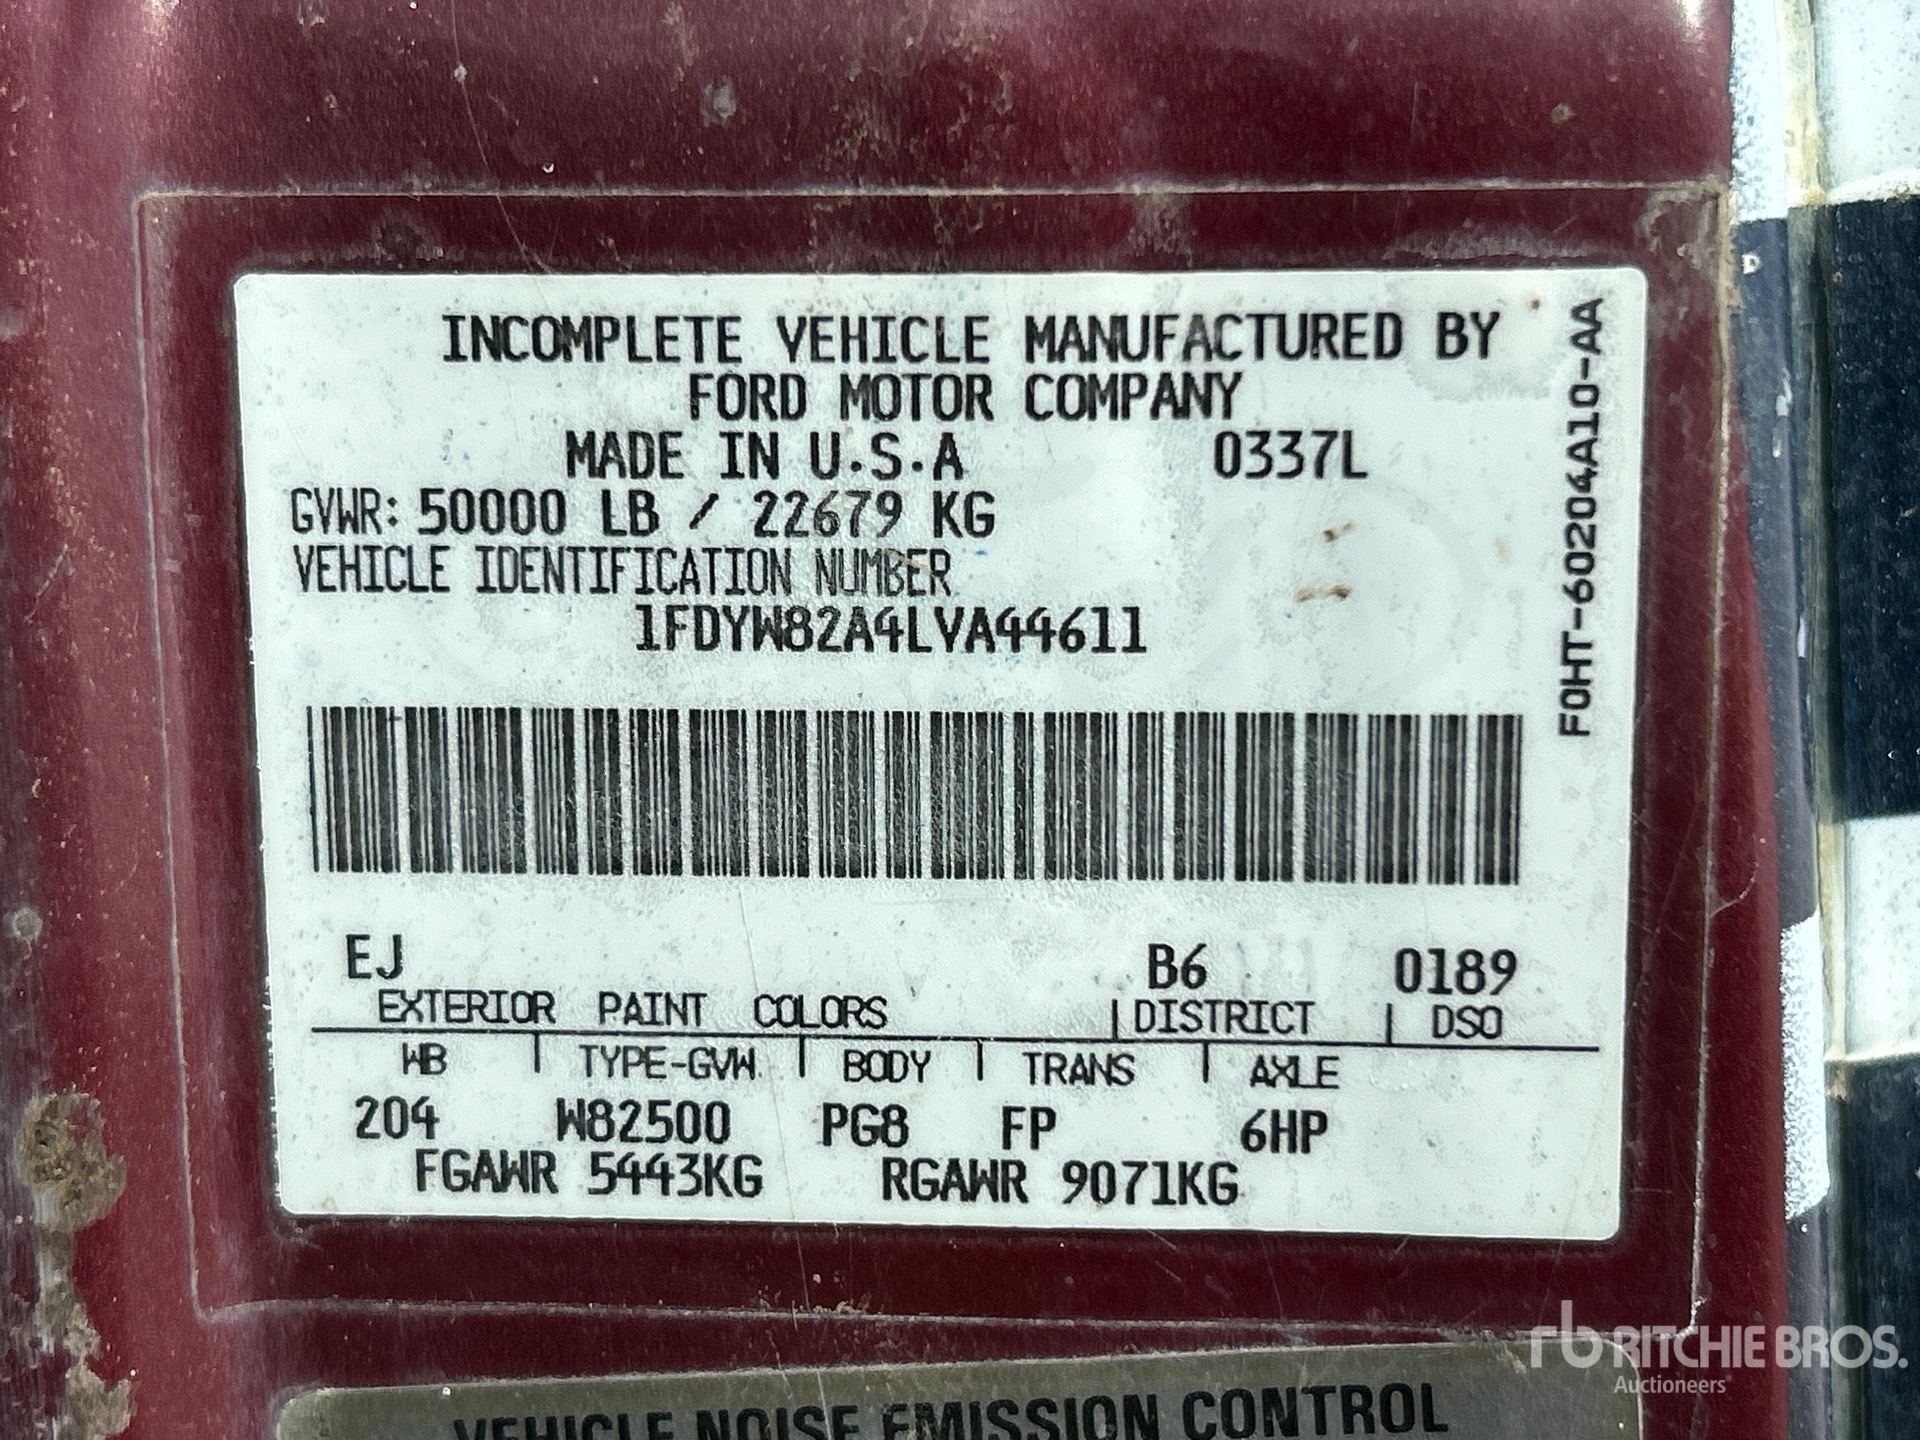 INCOMPLETE VEHICLE MANUFACTURED BY
FORD MOTOR COMPANY
MADE IN U.S.A 0337L
GVWR: 50000 LB / 22679 KG
VEHICLE IDENTIFICATION NUMBER
1FDYW82A4LVA44611
F0HT-60204A10-AA
EJ B6 0189
EXTERIOR PAINT COLORS | DISTRICT | DSO
WB | TYPE-GVW | BODY | TRANS | AXLE
204 W82500 PG8 FP 6HP
FGAWR 5443KG RGAWR 9071KG
rb RITCHIE BROS.
Auctioneers
VEHICLE NOISE EMISSION CONTROL